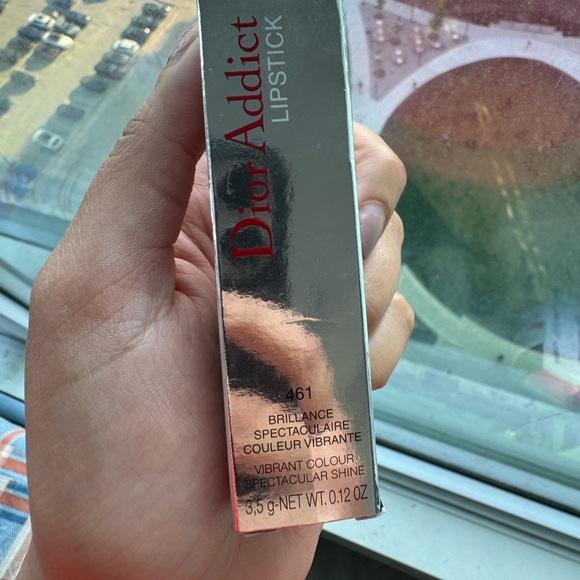 Dior Addict
LIPSTICK
461
BRILLANCE
SPECTACULAIRE
COULEUR VIBRANTE
VIBRANT COLOUR
SPECTACULAR SHINE
3,5 g-NET WT. 0.12 OZ